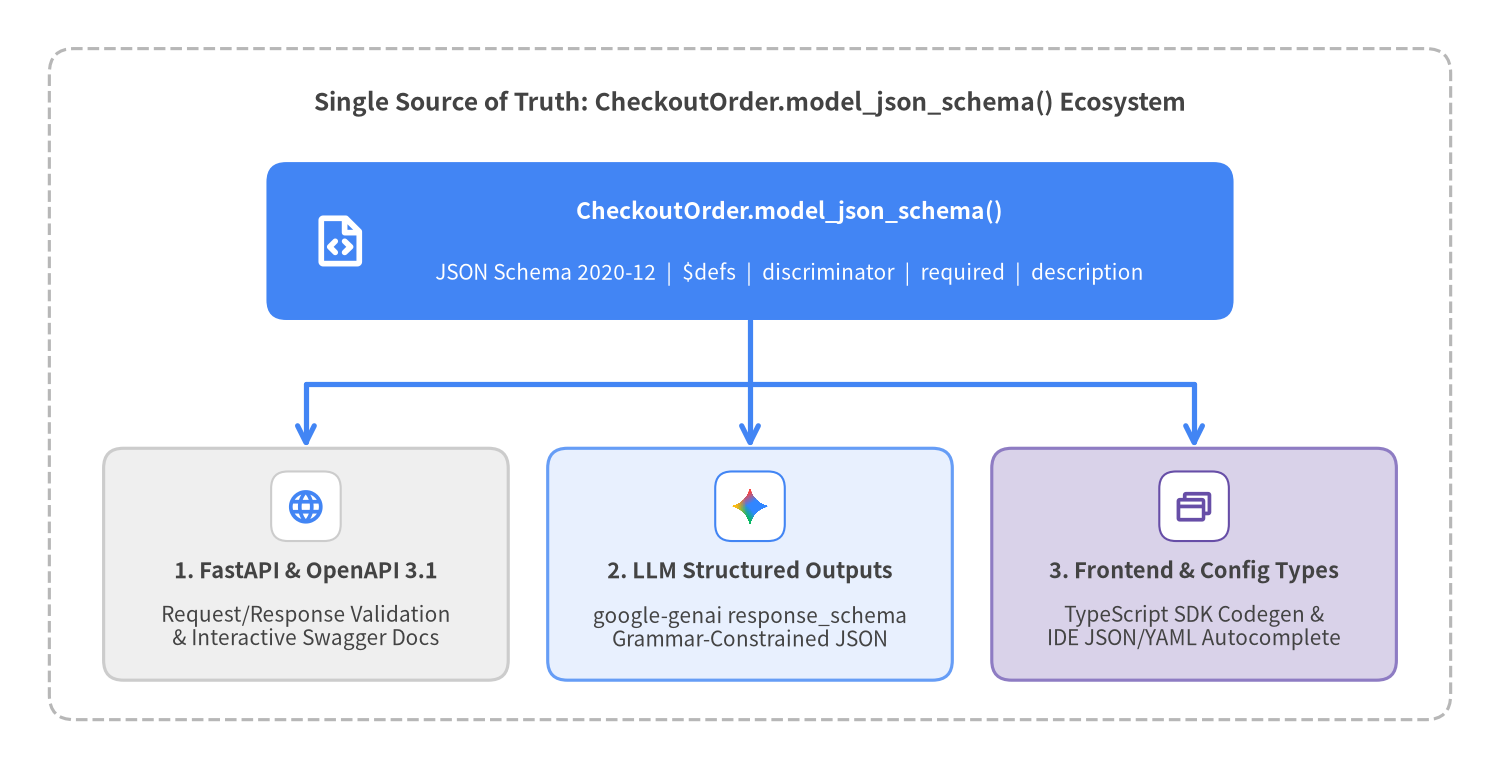 Single Source of Truth: CheckoutOrder.model_json_schema() Ecosystem
CheckoutOrder.model_json_schema()
JSON Schema 2020-12 | $defs | discriminator | required | description
1. FastAPI & OpenAPI 3.1
Request/Response Validation
& Interactive Swagger Docs
2. LLM Structured Outputs
google-genai response_schema
Grammar-Constrained JSON
3. Frontend & Config Types
TypeScript SDK Codegen &
IDE JSON/YAML Autocomplete